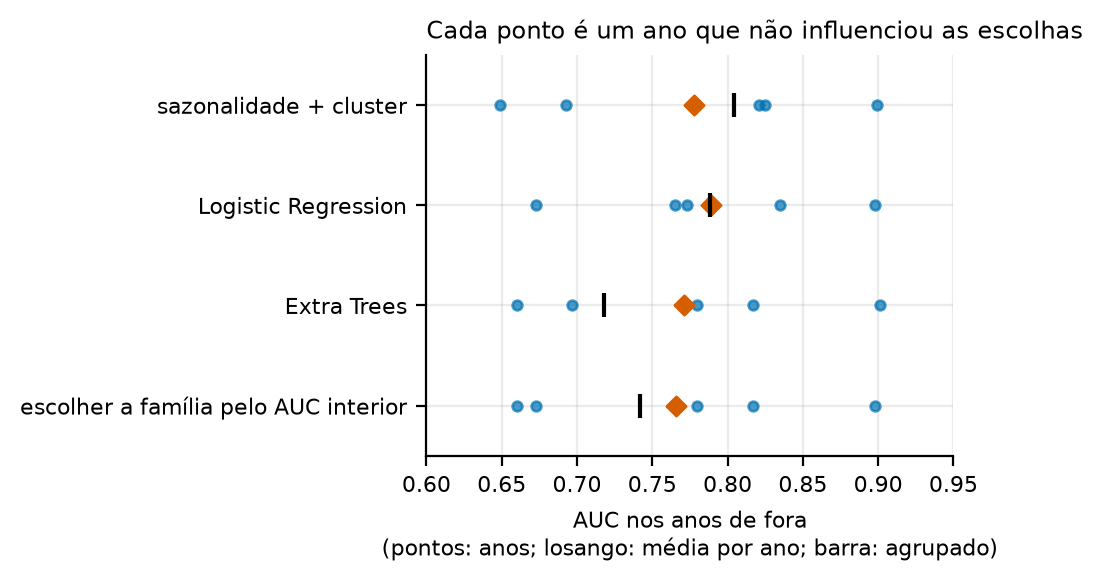 Cada ponto é um ano que não influenciou as escolhas
sazonalidade + cluster
Logistic Regression
Extra Trees
escolher a família pelo AUC interior
0.60 0.65 0.70 0.75 0.80 0.85 0.90 0.95
AUC nos anos de fora
(pontos: anos; losango: média por ano; barra: agrupado)